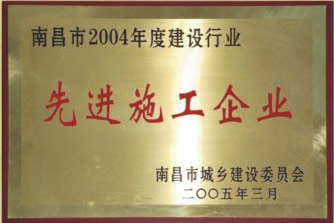 南昌市2004年度建设行业
先进施工企业
南昌市城乡建设委员会
二〇〇五年三月